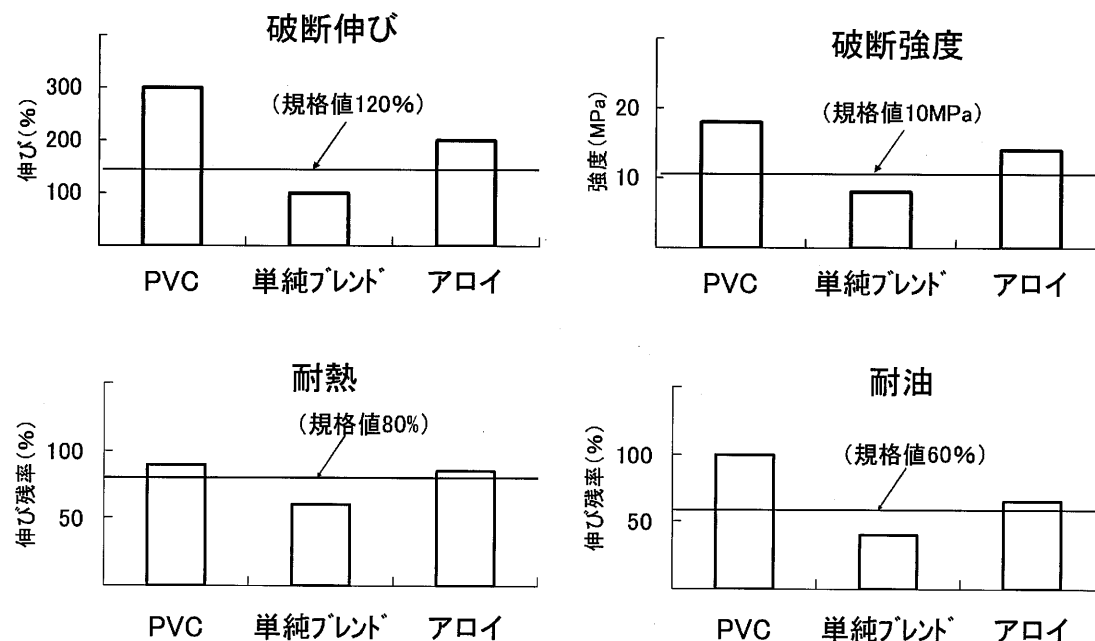 破断伸び
伸び(%)
300
200
100
(規格値120%)
PVC
単純ブレンド
アロイ
破断強度
強度(MPa)
20
10
(規格値10MPa)
PVC
単純ブレンド
アロイ
耐熱
伸び残率(%)
100
50
(規格値80%)
PVC
単純ブレンド
アロイ
耐油
伸び残率(%)
100
50
(規格値60%)
PVC
単純ブレンド
アロイ